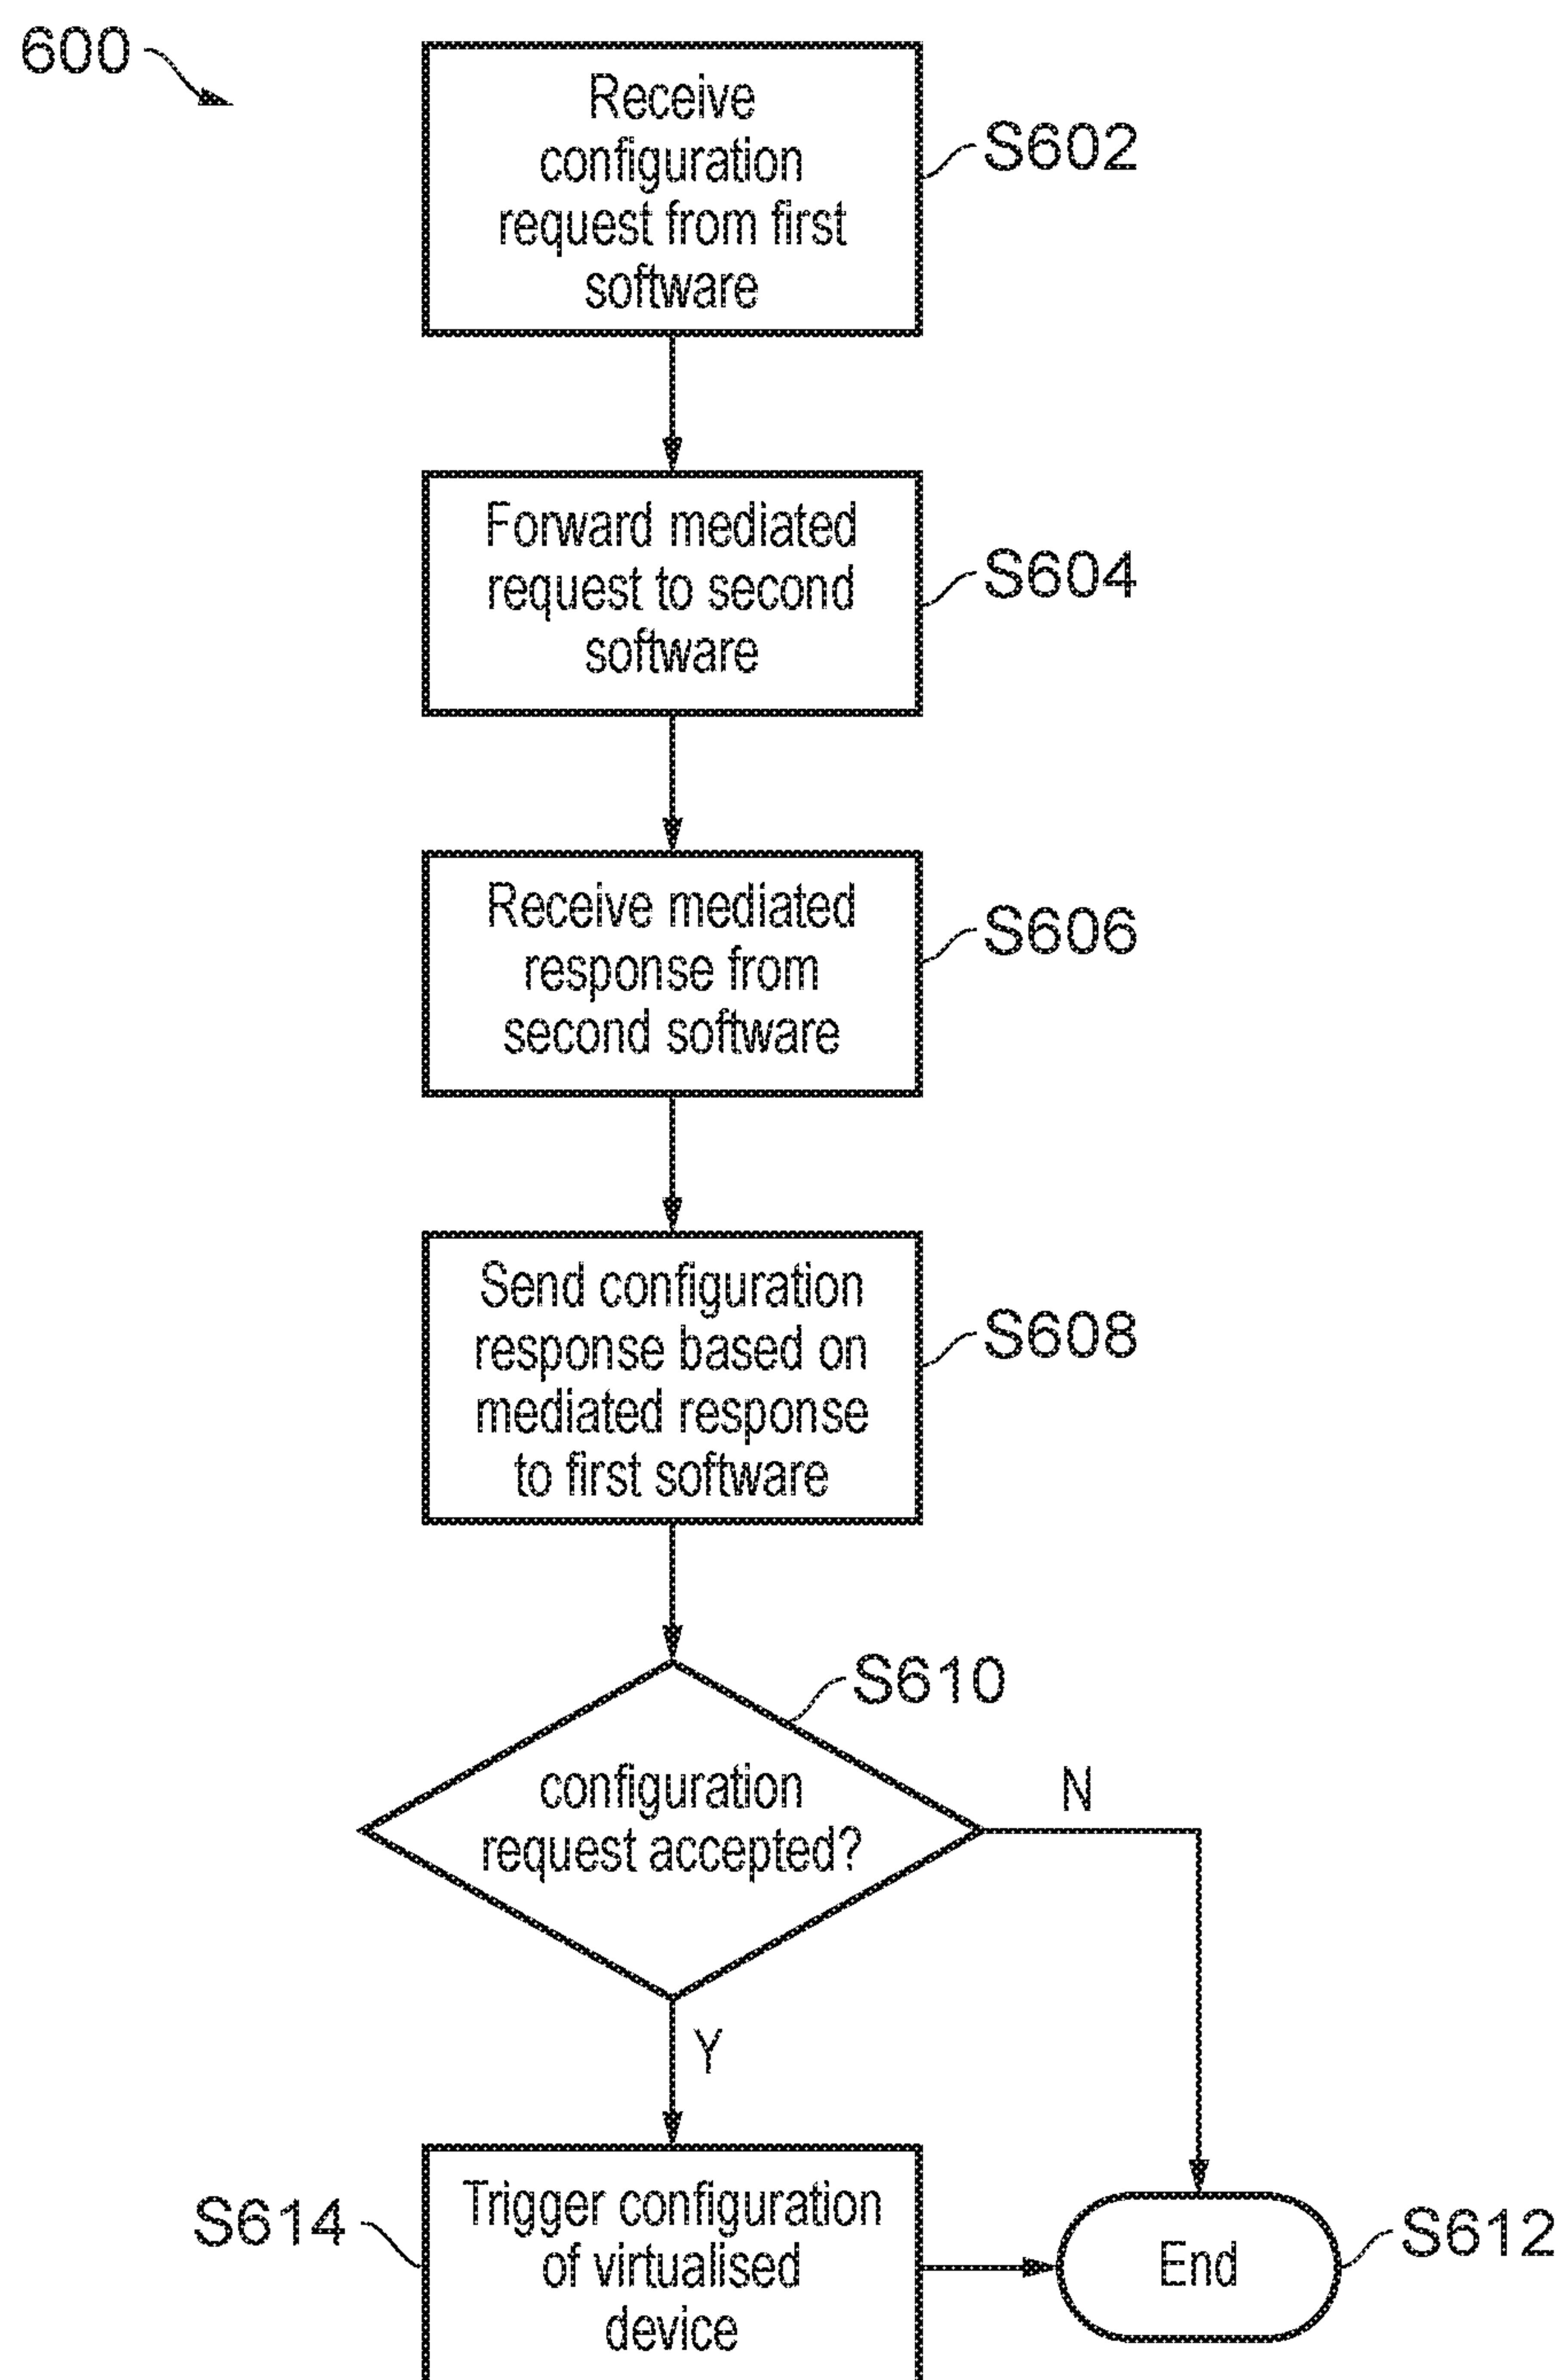 600
Receive
configuration
request from first
software
S602
Forward mediated
request to second
software
S604
Receive mediated
response from
second software
S606
Send configuration
response based on
mediated response
to first software
S608
S610
configuration
request accepted?
N
Y
S614
Trigger configuration
of virtualised
device
End
S612